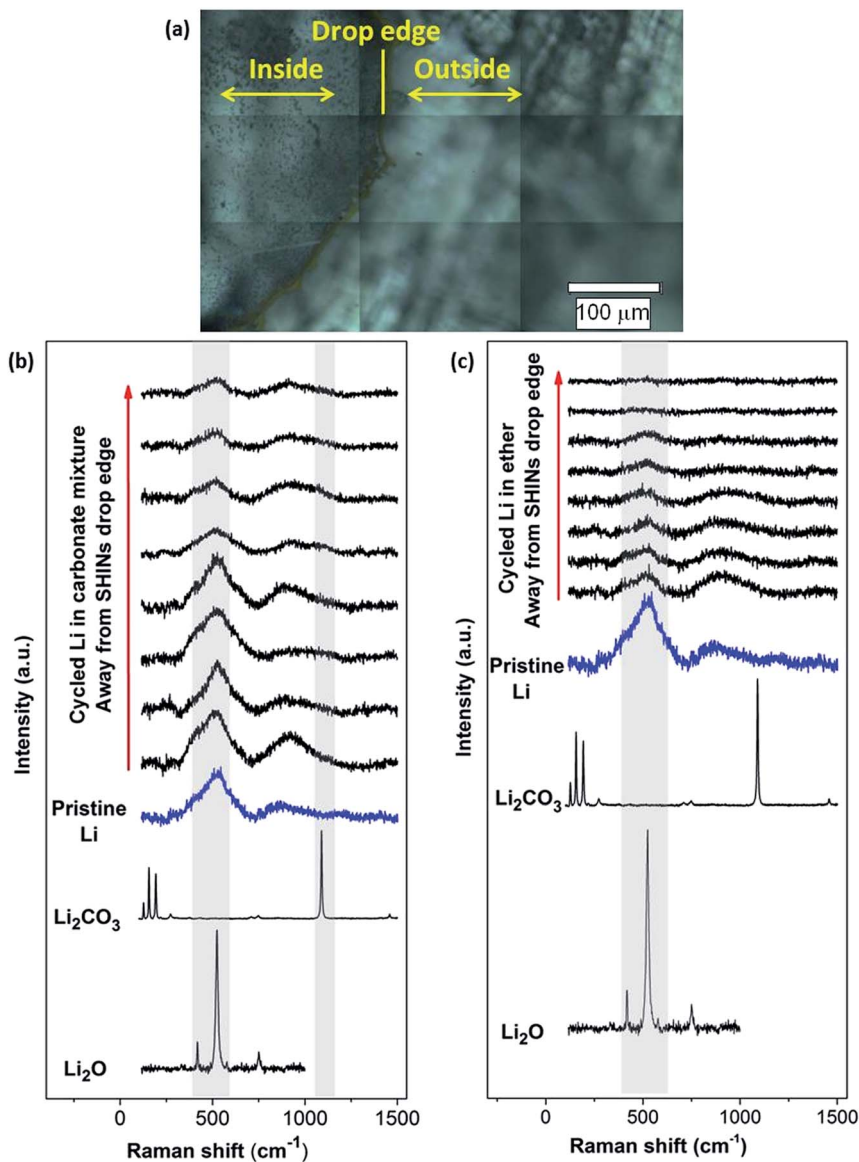 (a)
Drop edge
Inside
Outside
100 μm
(b)
Cycled Li in carbonate mixture
Away from SHINs drop edge
Intensity (a.u.)
Pristine
Li
Li₂CO₃
Li₂O
0
500
1000
1500
Raman shift (cm⁻¹)
(c)
Cycled Li in ether
Away from SHINs drop edge
Intensity (a.u.)
Pristine
Li
Li₂CO₃
Li₂O
0
500
1000
1500
Raman shift (cm⁻¹)